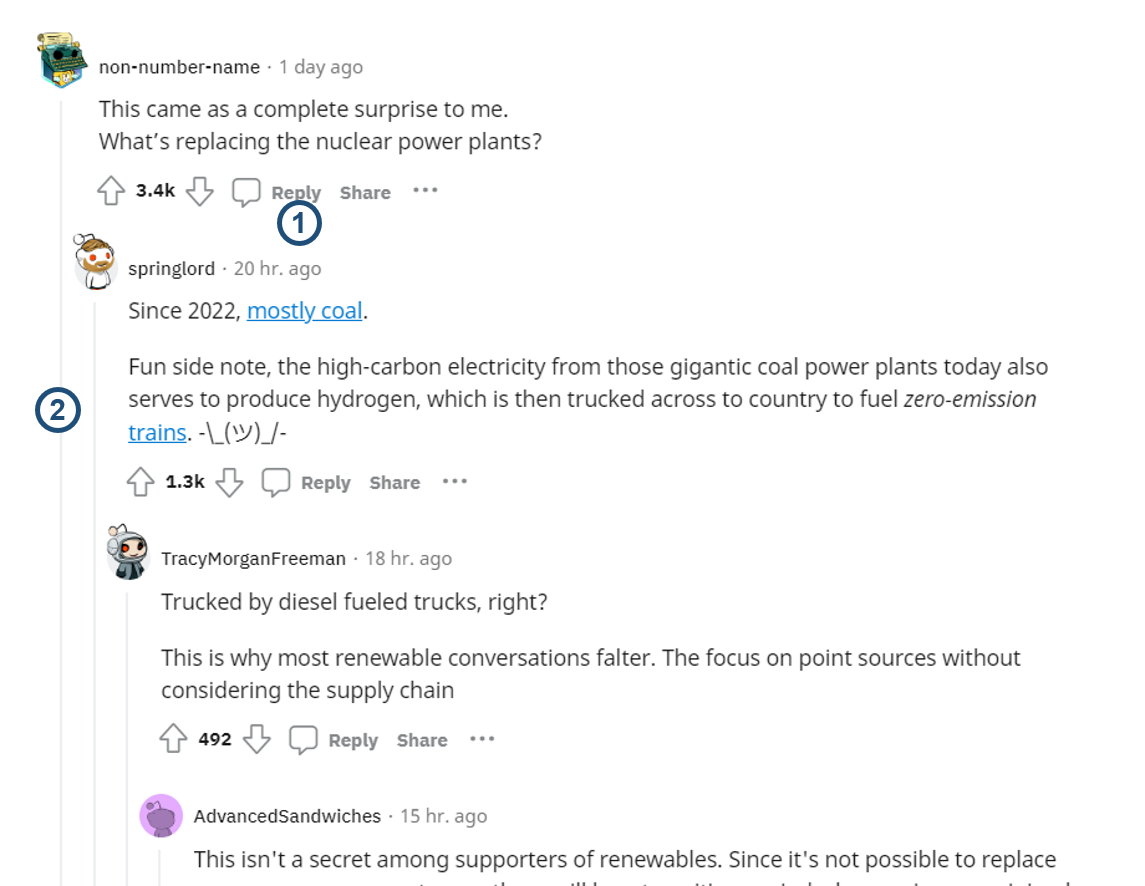 non-number-name · 1 day ago
This came as a complete surprise to me.
What’s replacing the nuclear power plants?
3.4k Reply Share ···
1
springlord · 20 hr. ago
Since 2022, mostly coal.
Fun side note, the high-carbon electricity from those gigantic coal power plants today also
2 serves to produce hydrogen, which is then trucked across to country to fuel zero-emission
trains. -\_(ツ)_/-
1.3k Reply Share ···
TracyMorganFreeman · 18 hr. ago
Trucked by diesel fueled trucks, right?
This is why most renewable conversations falter. The focus on point sources without
considering the supply chain
492 Reply Share ···
AdvancedSandwiches · 15 hr. ago
This isn't a secret among supporters of renewables. Since it's not possible to replace